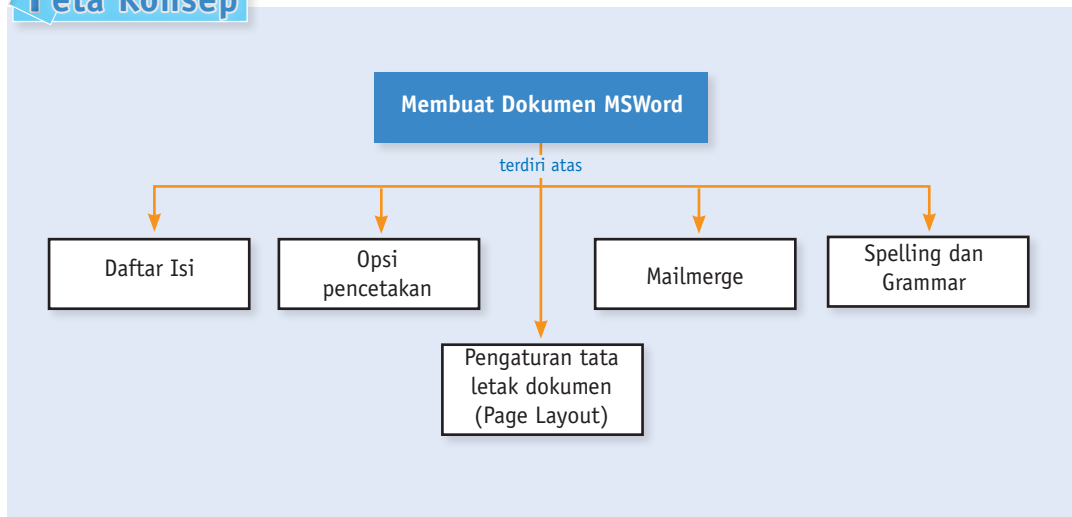 Peta Konsep
Membuat Dokumen MSWord
terdiri atas
Daftar Isi
Opsi
pencetakan
Mailmerge
Spelling dan
Grammar
Pengaturan tata
letak dokumen
(Page Layout)